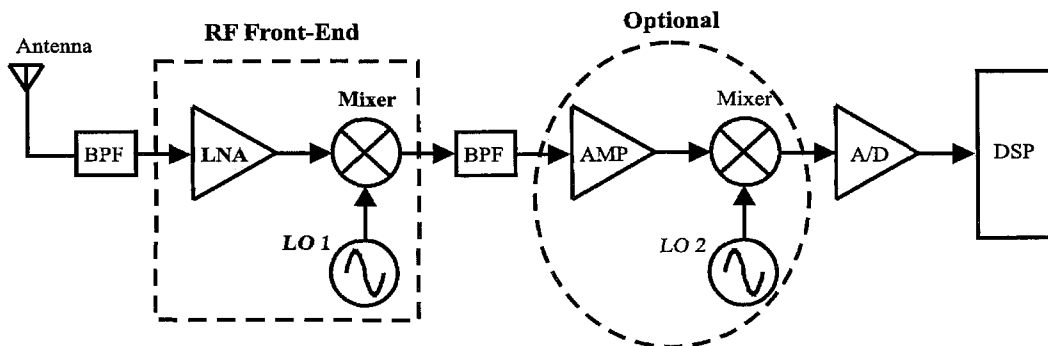 Optional
RF Front-End
Antenna
Mixer
Mixer
BPF
LNA
BPF
AMP
A/D
DSP
LO 1
LO 2